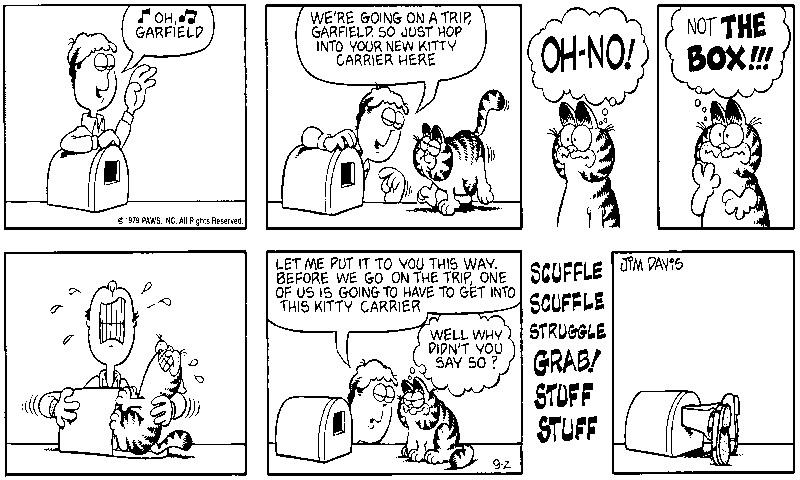 OH,
GARFIELD
© 1979 PAWS, INC. All Rights Reserved.
WE'RE GOING ON A TRIP,
GARFIELD. SO JUST HOP
INTO YOUR NEW KITTY
CARRIER HERE
OH-NO!
NOT THE
BOX!!!
LET ME PUT IT TO YOU THIS WAY.
BEFORE WE GO ON THE TRIP, ONE
OF US IS GOING TO HAVE TO GET INTO
THIS KITTY CARRIER
WELL WHY
DIDN'T YOU
SAY SO?
9-2
SCUFFLE
SCUFFLE
STRUGGLE
GRAB!
STUFF
STUFF
JIM DAVIS